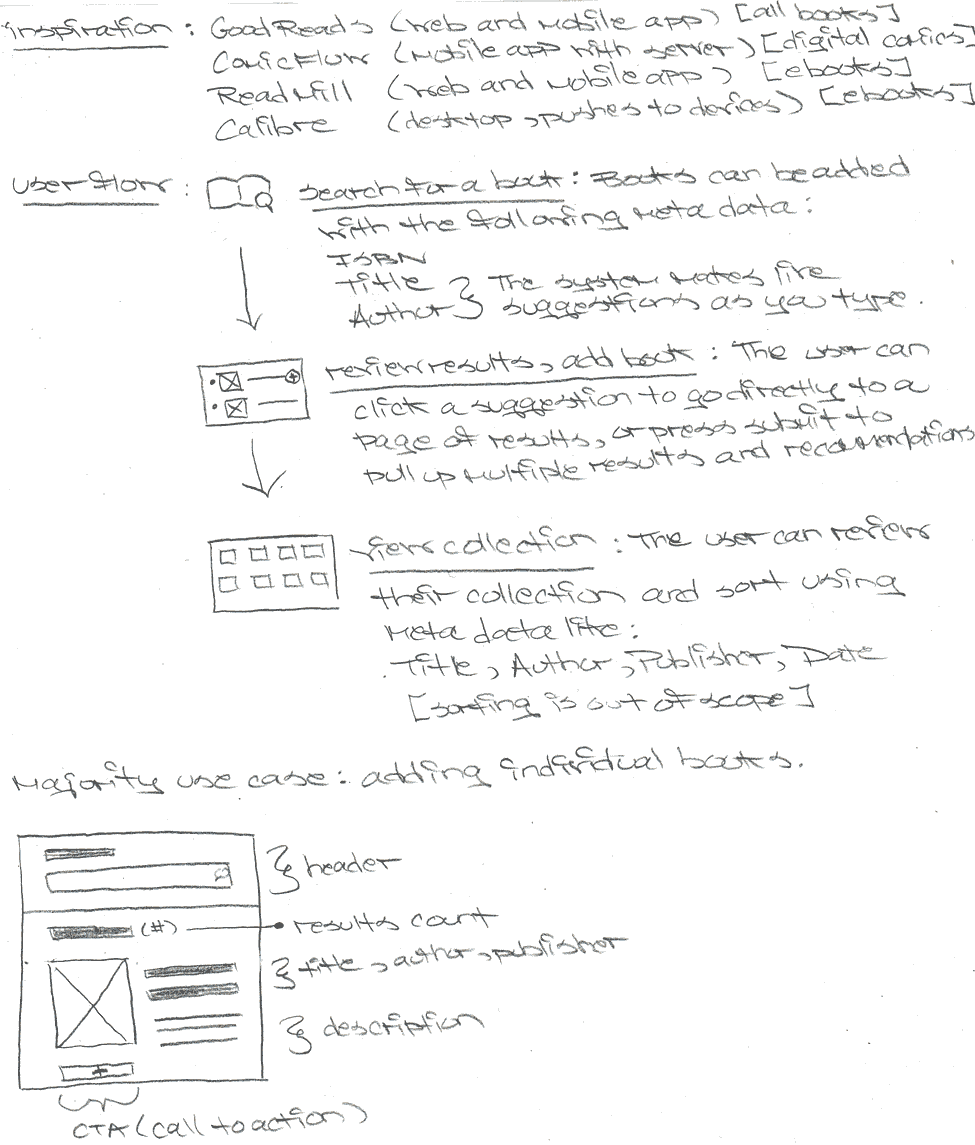 inspiration : GoodReads (web and mobile app) [all books]
ComicFlow (mobile app with server) [digital comics]
ReadMill (web and mobile app) [ebooks]
Calibre (desktop, pushes to devices) [ebooks]
user flow : search for a book : Books can be added
with the following meta data :
ISBN
Title } The system makes live
Author } suggestions as you type.
review results, add book : The user can
click a suggestion to go directly to a
page of results, or press submit to
pull up multiple results and recomendations
view collection : The user can review
their collection and sort using
meta data like :
Title, Author, Publisher, Date
[sorting is out of scope]
Majority use case : adding individual books.
} header
(#) results count
} title, author, publisher
} description
+
CTA (call to action)